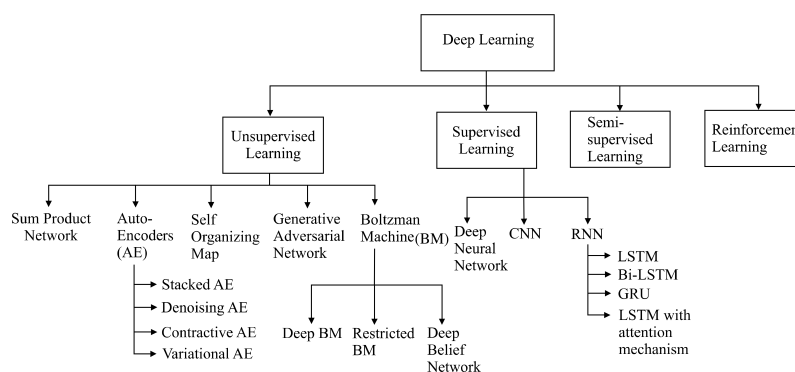 Deep Learning
Unsupervised
Learning
Supervised
Learning
Semi-
supervised
Learning
Reinforcement
Learning
Sum Product
Network
Auto-
Encoders
(AE)
Self
Organizing
Map
Generative
Adversarial
Network
Boltzman
Machine(BM)
Deep
Neural
Network
CNN
RNN
Stacked AE
Denoising AE
Contractive AE
Variational AE
Deep BM
Restricted
BM
Deep
Belief
Network
LSTM
Bi-LSTM
GRU
LSTM with
attention
mechanism